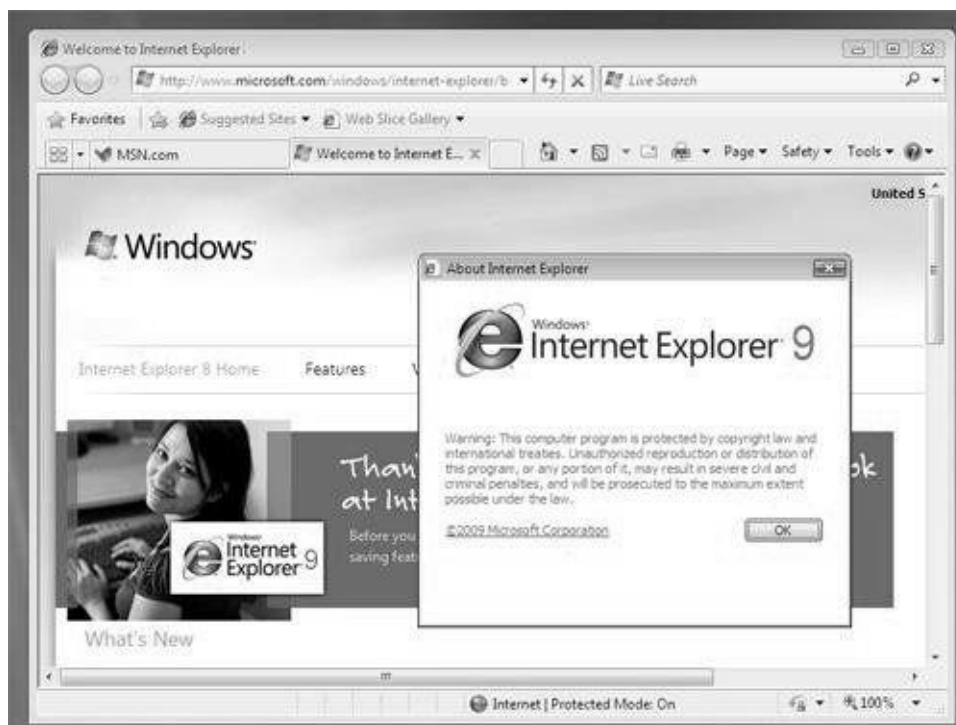 Welcome to Internet Explorer
http://www.microsoft.com/windows/internet-explorer/b
Live Search
Favorites Suggested Sites Web Slice Gallery
MSN.com Welcome to Internet E... Page Safety Tools
United S
Windows
About Internet Explorer
Windows
Internet Explorer 9
Internet Explorer 8 Home Features
Warning: This computer program is protected by copyright law and
international treaties. Unauthorized reproduction or distribution of
this program, or any portion of it, may result in severe civil and
criminal penalties, and will be prosecuted to the maximum extent
possible under the law.
©2009 Microsoft Corporation
OK
Than ok
at Int
Before you
saving feat
Windows
Internet
Explorer 9
What's New
Internet | Protected Mode: On 100%